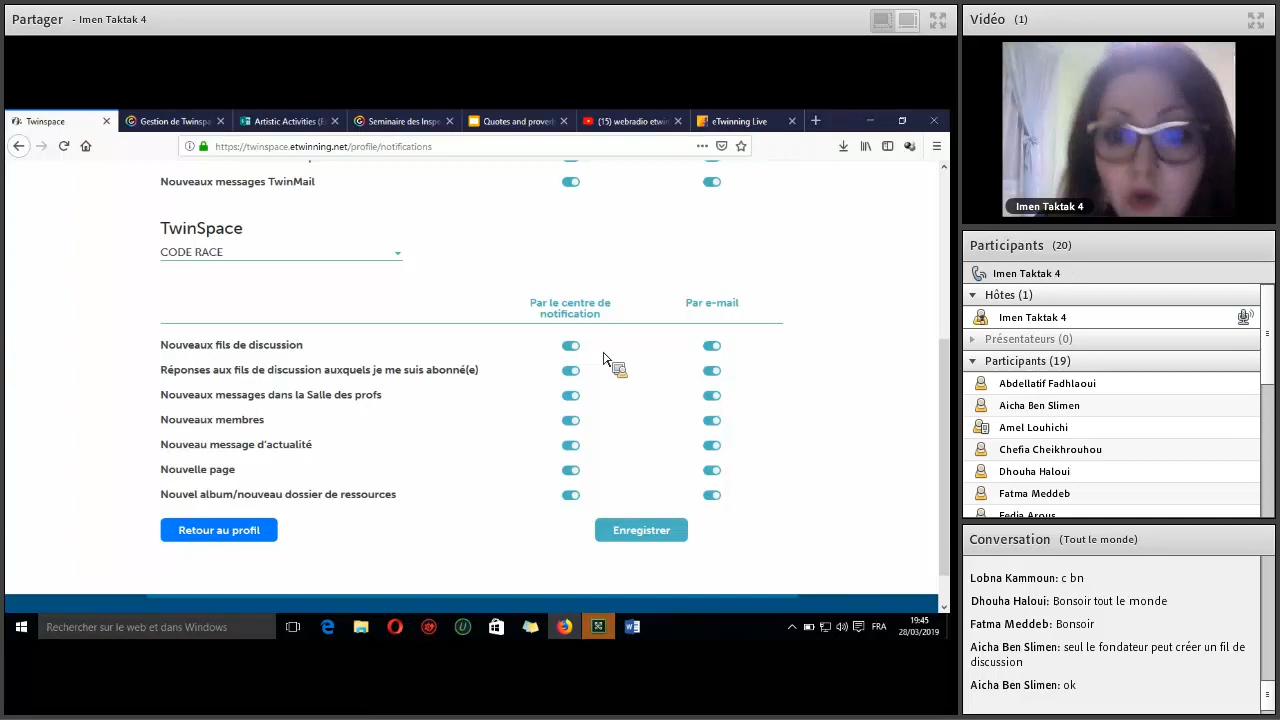 Partager - Imen Taktak 4
Twinspace
Gestion de Twinspa
Artistic Activities (E
Seminaire des Inspe
Quotes and prover
(15) webradio etwin
eTwinning Live
https://twinspace.etwinning.net/profile/notifications
Nouveaux messages TwinMail
TwinSpace
CODE RACE
Par le centre de
notification
Par e-mail
Nouveaux fils de discussion
Réponses aux fils de discussion auxquels je me suis abonné(e)
Nouveaux messages dans la Salle des profs
Nouveaux membres
Nouveau message d'actualité
Nouvelle page
Nouvel album/nouveau dossier de ressources
Retour au profil
Enregistrer
Rechercher sur le web et dans Windows
FRA
19:45
28/03/2019
Vidéo (1)
Imen Taktak 4
Participants (20)
Imen Taktak 4
Hôtes (1)
Imen Taktak 4
Présentateurs (0)
Participants (19)
Abdellatif Fadhlaoui
Aicha Ben Slimen
Amel Louhichi
Chefia Cheikhrouhou
Dhouha Haloui
Fatma Meddeb
Fedia Arous
Conversation (Tout le monde)
Lobna Kammoun: c bn
Dhouha Haloui: Bonsoir tout le monde
Fatma Meddeb: Bonsoir
Aicha Ben Slimen: seul le fondateur peut créer un fil de
discussion
Aicha Ben Slimen: ok